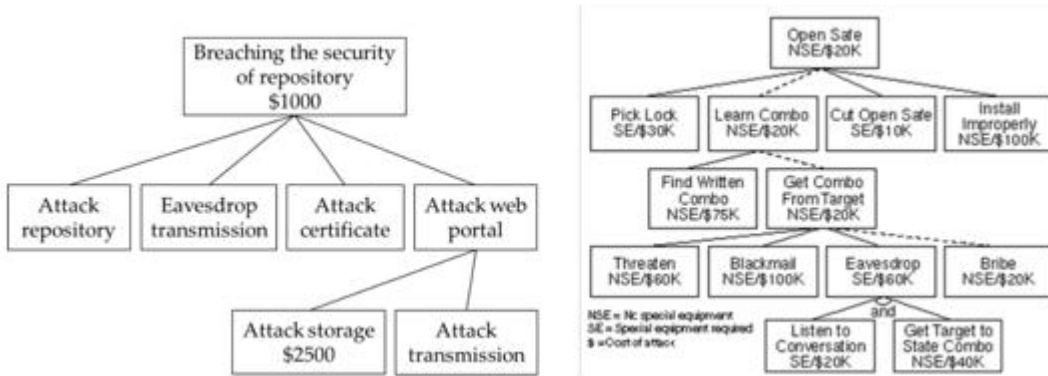 Breaching the security
of repository
$1000
Attack
repository
Eavesdrop
transmission
Attack
certificate
Attack web
portal
Attack storage
$2500
Attack
transmission
Open Safe
NSE/$20K
Pick Lock
SE/$30K
Learn Combo
NSE/$20K
Cut Open Safe
SE/$10K
Install
Improperly
NSE/$100K
Find Written
Combo
NSE/$75K
Get Combo
From Target
NSE/$20K
Threaten
NSE/$60K
Blackmail
NSE/$100K
Eavesdrop
SE/$60K
Bribe
NSE/$20K
and
NSE = No special equipment
SE = Special equipment required
$ = Cost of attack
Listen to
Conversation
SE/$20K
Get Target to
State Combo
NSE/$40K